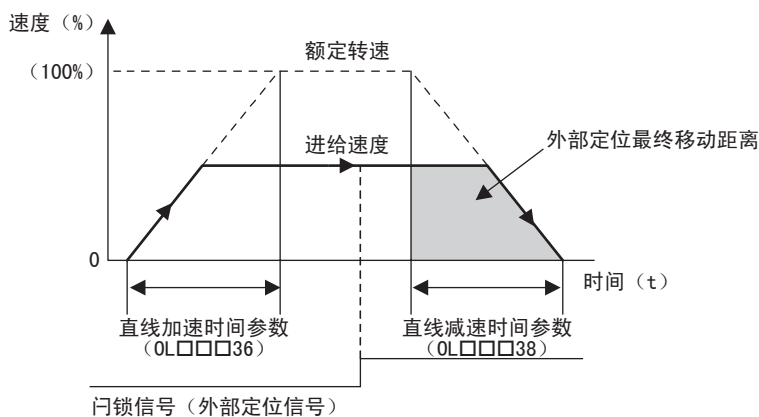 速度（%）
额定转速
（100%）
进给速度
外部定位最终移动距离
0
时间（t）
直线加速时间参数
（OL□□□36）
直线减速时间参数
（OL□□□38）
闩锁信号（外部定位信号）